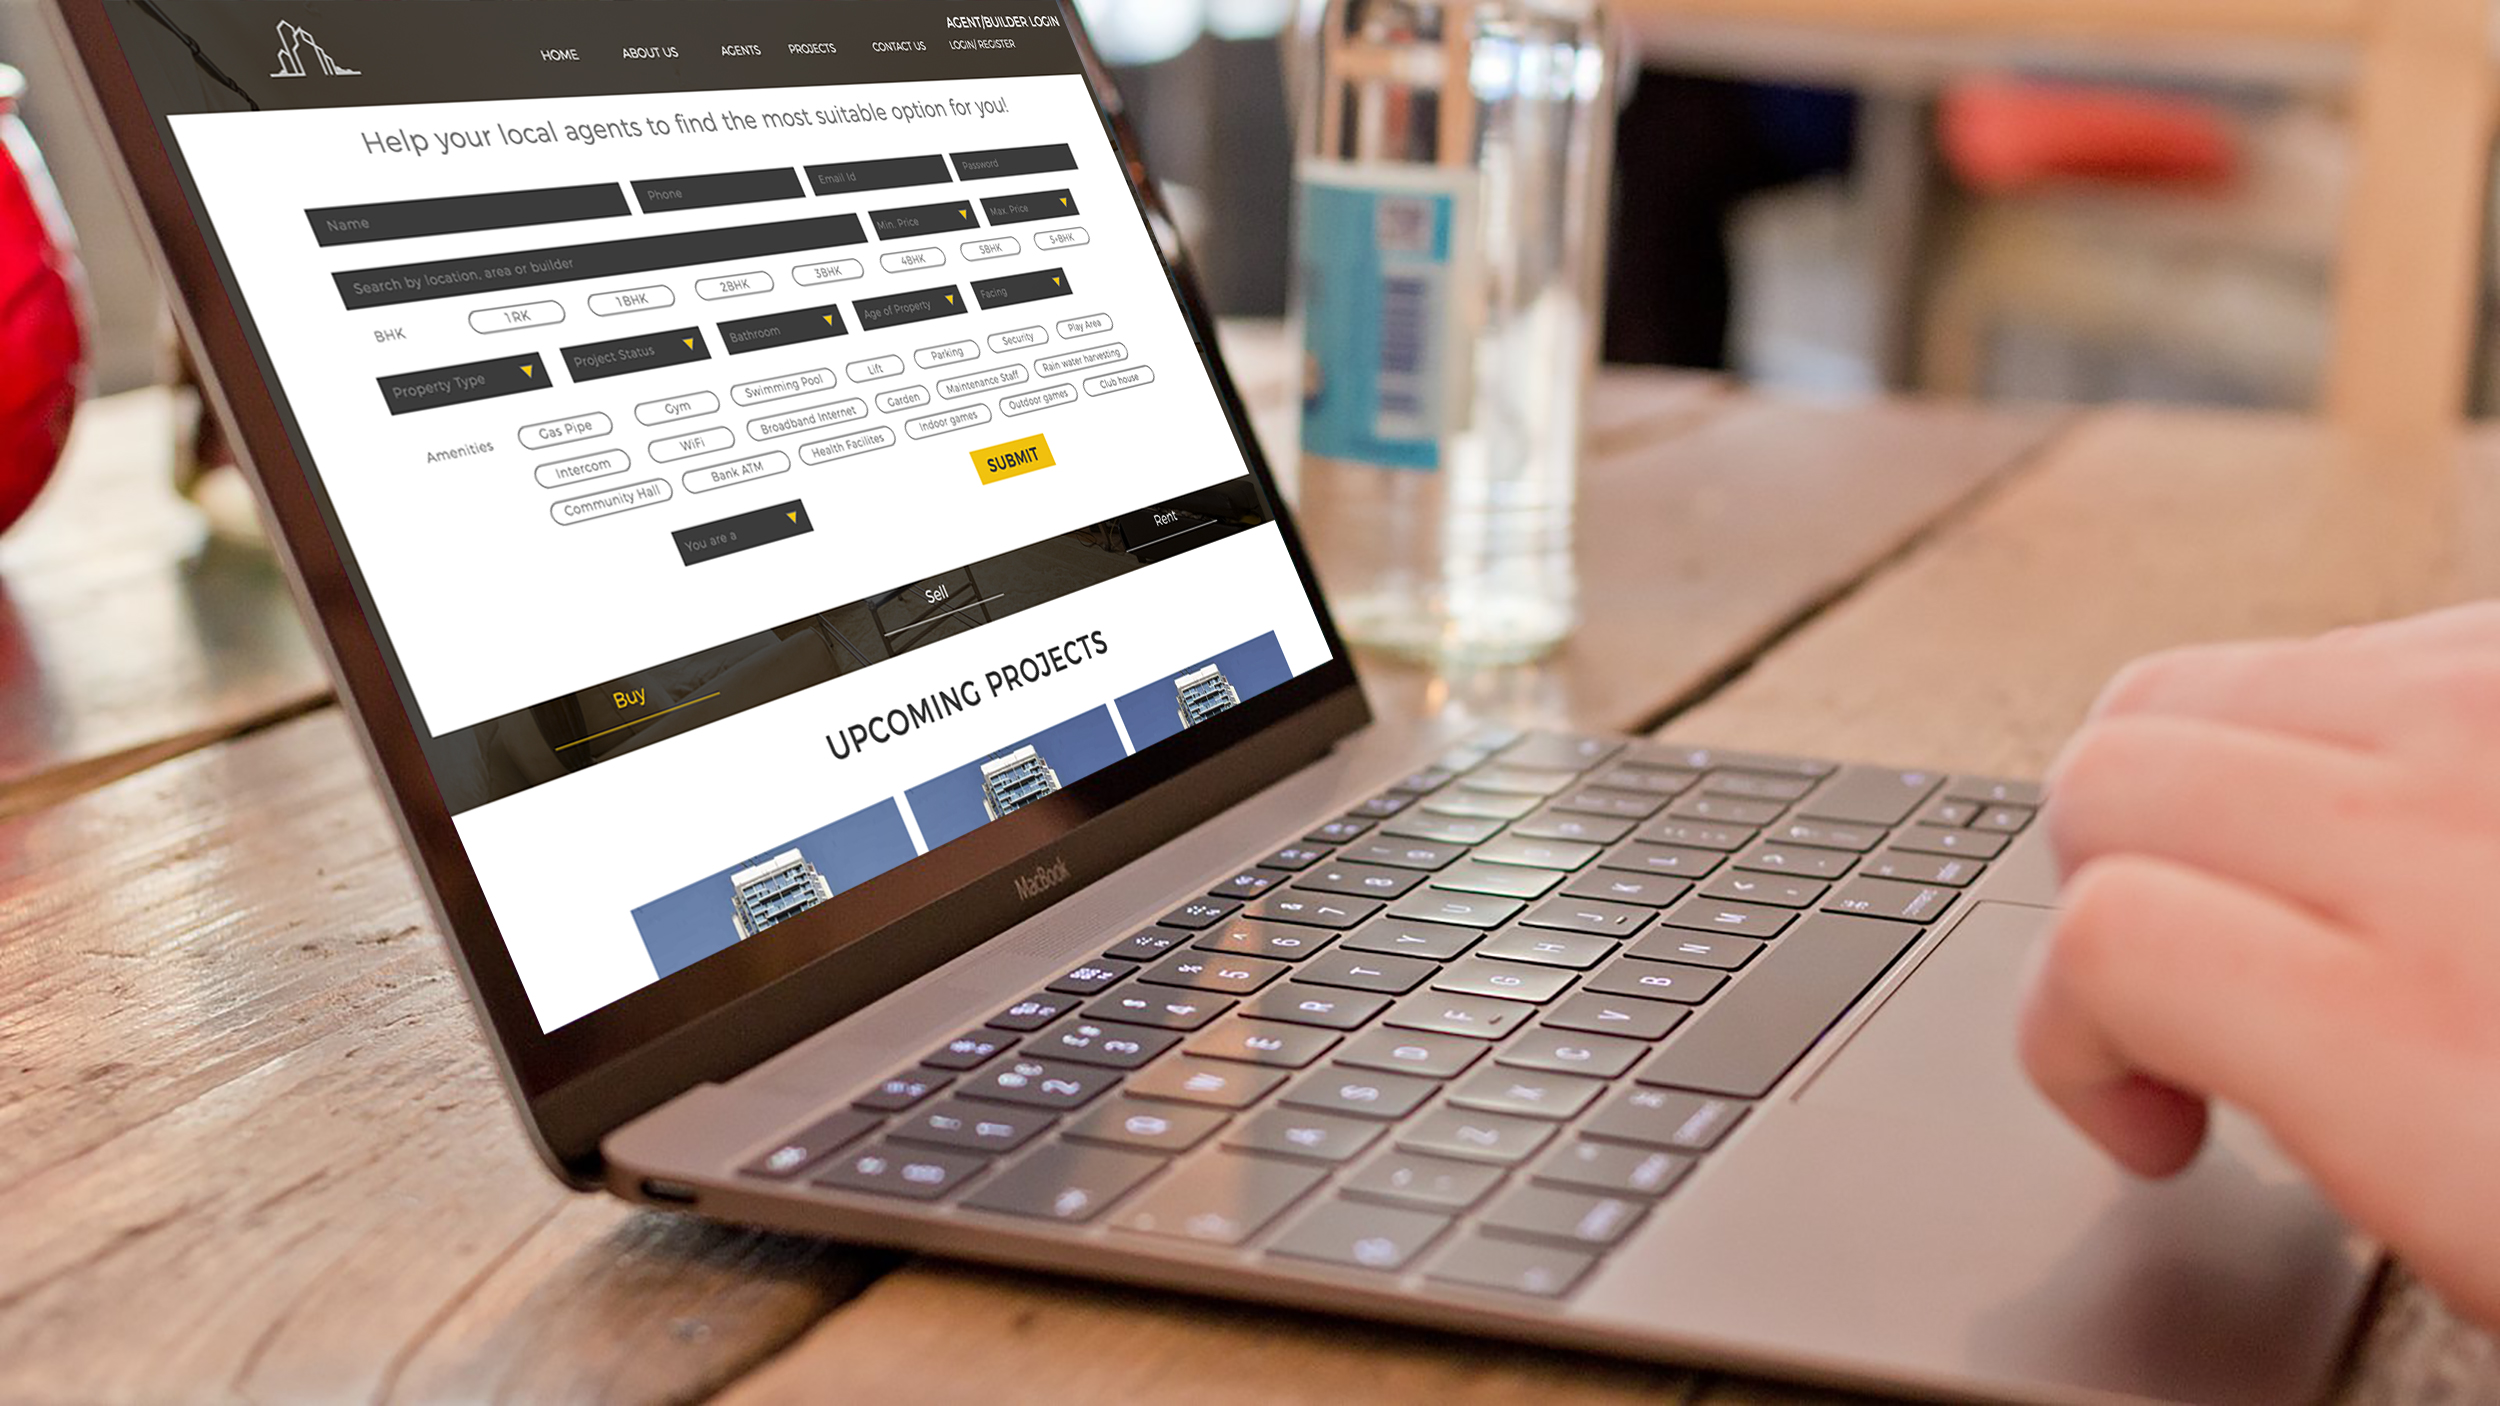 AGENT/BUILDER LOGIN
HOME ABOUT US AGENTS PROJECTS CONTACT US LOGIN/ REGISTER
Help your local agents to find the most suitable option for you!
Name Phone Email Id Password
Search by location, area or builder Min. Price Max. Price
BHK 1RK 1BHK 2BHK 3BHK 4BHK 5BHK 5+BHK
Property Type Project Status Bathroom Age of Property Facing
Amenities Gas Pipe Gym Swimming Pool Lift Parking Security Play Area
Intercom WiFi Broadband Internet Garden Maintenance Staff Rain water harvesting
Community Hall Bank ATM Health Facilites Indoor games Outdoor games Club house
You are a SUBMIT
Buy Sell Rent
UPCOMING PROJECTS
MacBook